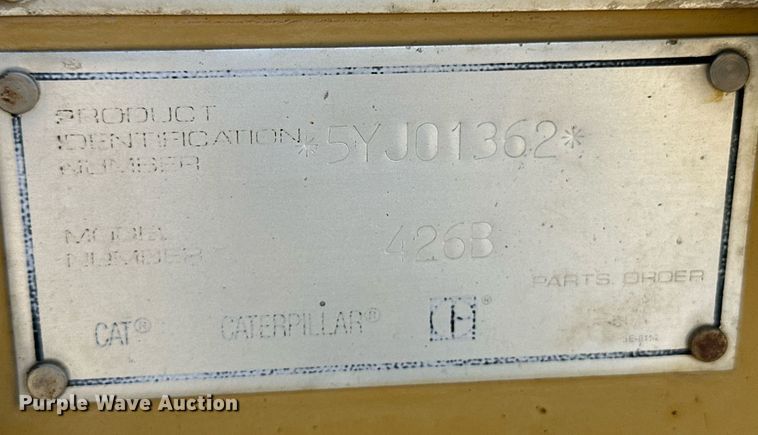 PRODUCT
IDENTIFICATION
NUMBER
*5YJ01362*
MODEL
NUMBER
426B
PARTS ORDER
CAT® CATERPILLAR®
Purple Wave Auction